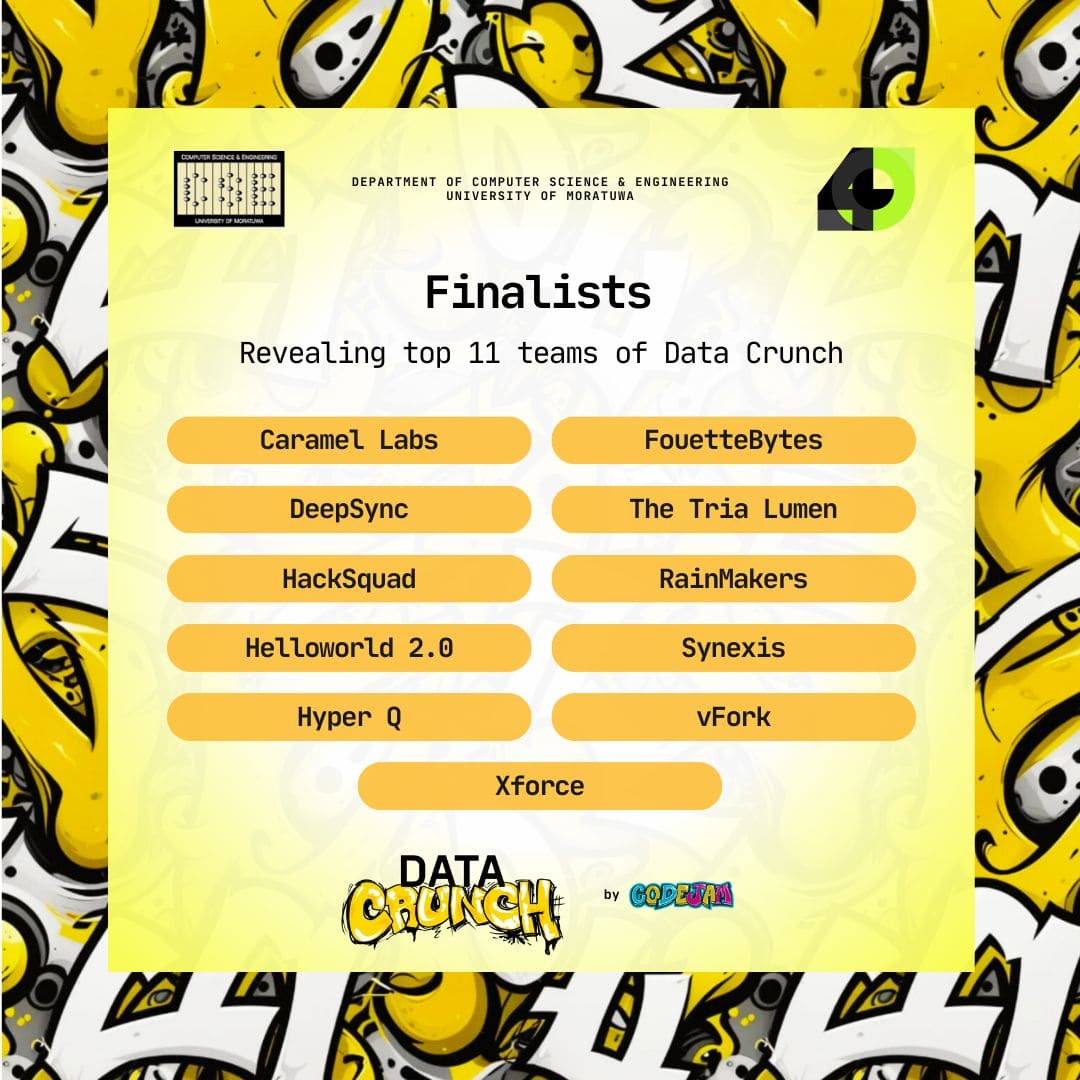 COMPUTER SCIENCE & ENGINEERING
UNIVERSITY OF MORATUWA
DEPARTMENT OF COMPUTER SCIENCE & ENGINEERING
UNIVERSITY OF MORATUWA
4
Finalists
Revealing top 11 teams of Data Crunch
Caramel Labs
FouetteBytes
DeepSync
The Tria Lumen
HackSquad
RainMakers
Helloworld 2.0
Synexis
Hyper Q
vFork
Xforce
DATA
CRUNCH
by CODEJAM